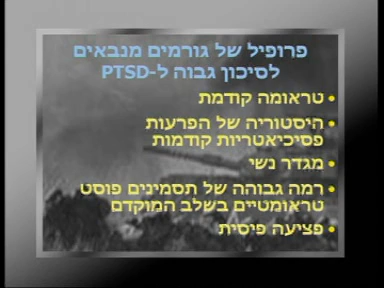 פרופיל של גורמים מנבאים
לסיכון גבוה ל-PTSD
• טראומה קודמת
• היסטוריה של הפרעות
פסיכיאטריות קודמות
• מגדר נשי
• רמה גבוהה של תסמינים פוסט
טראומטיים בשלב המוקדם
• פציעה פיסית